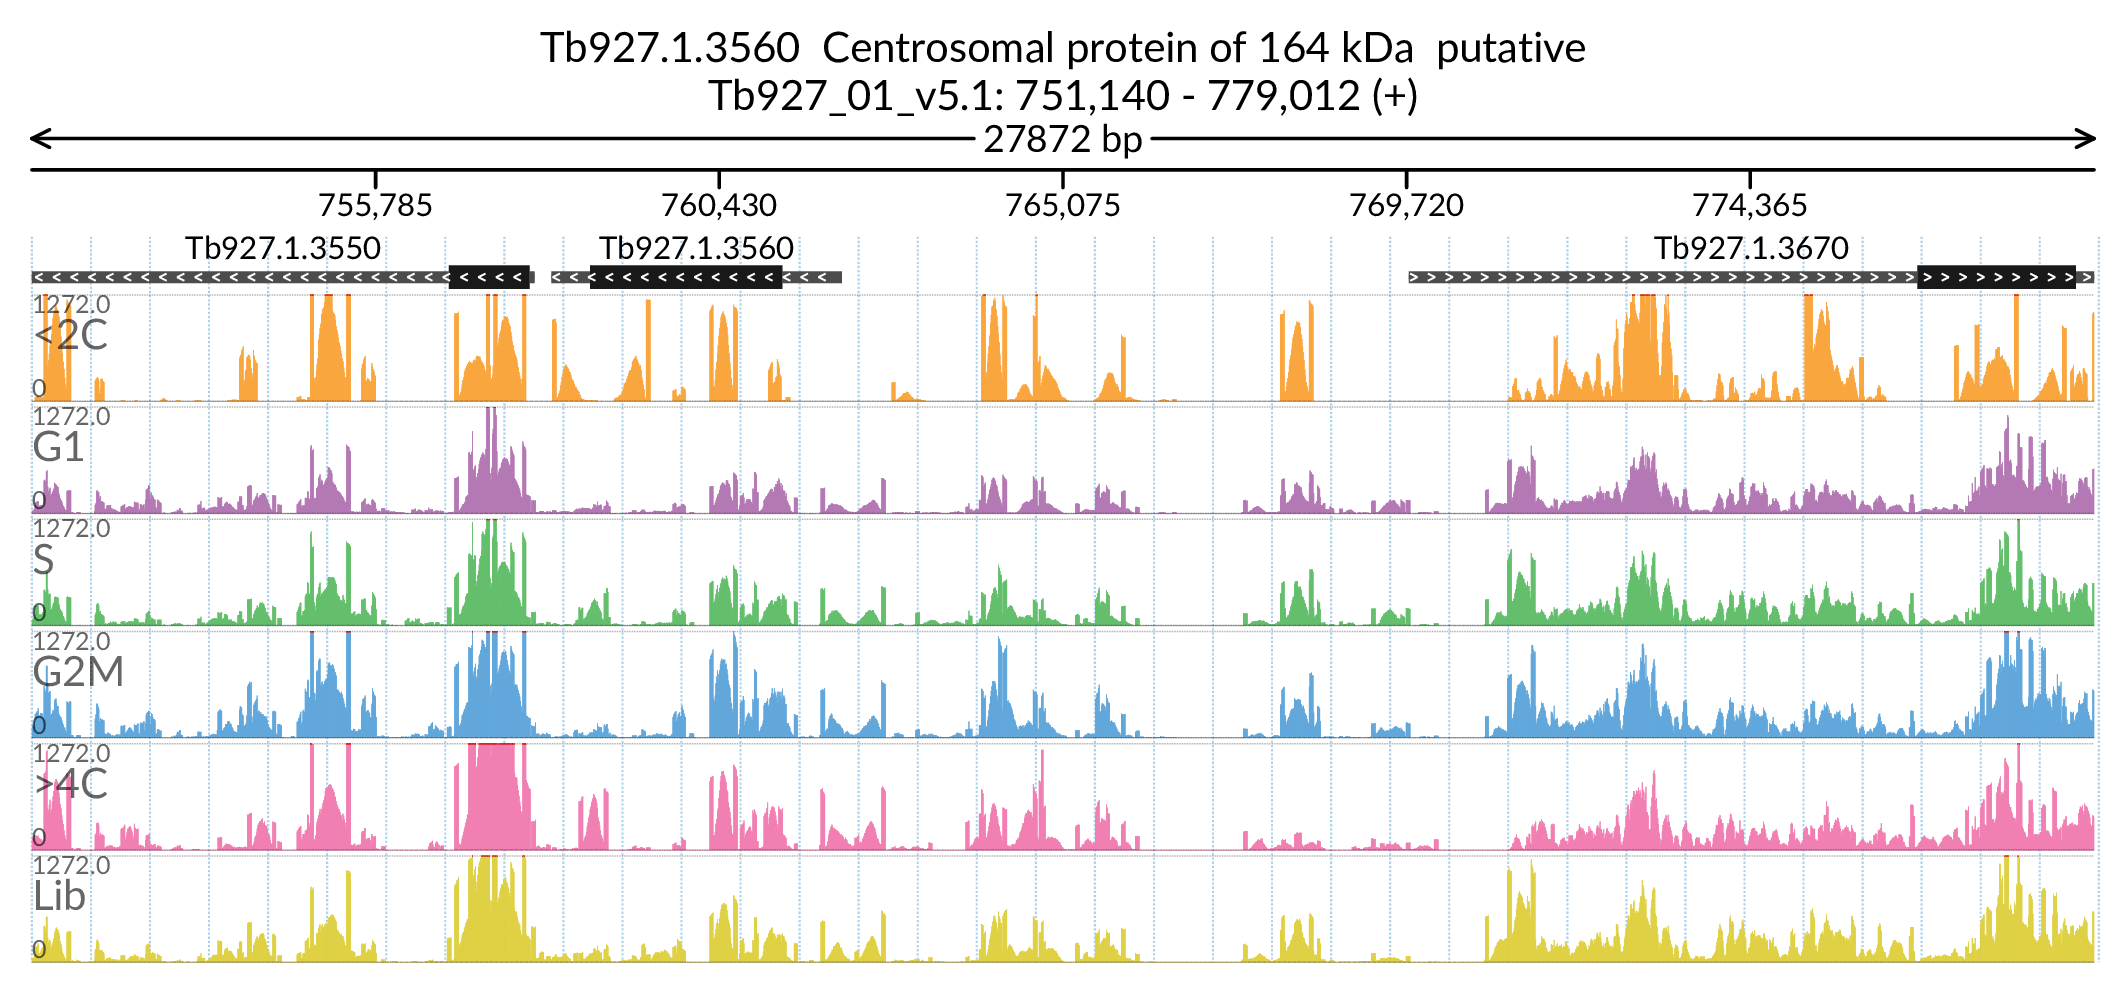 Tb927.1.3560  Centrosomal protein of 164 kDa  putative
Tb927_01_v5.1: 751,140 - 779,012 (+)
27872 bp
755,785 760,430 765,075 769,720 774,365
Tb927.1.3550 Tb927.1.3560 Tb927.1.3670
1272.0
<2C
0
1272.0
G1
0
1272.0
S
0
1272.0
G2M
0
1272.0
>4C
0
1272.0
Lib
0